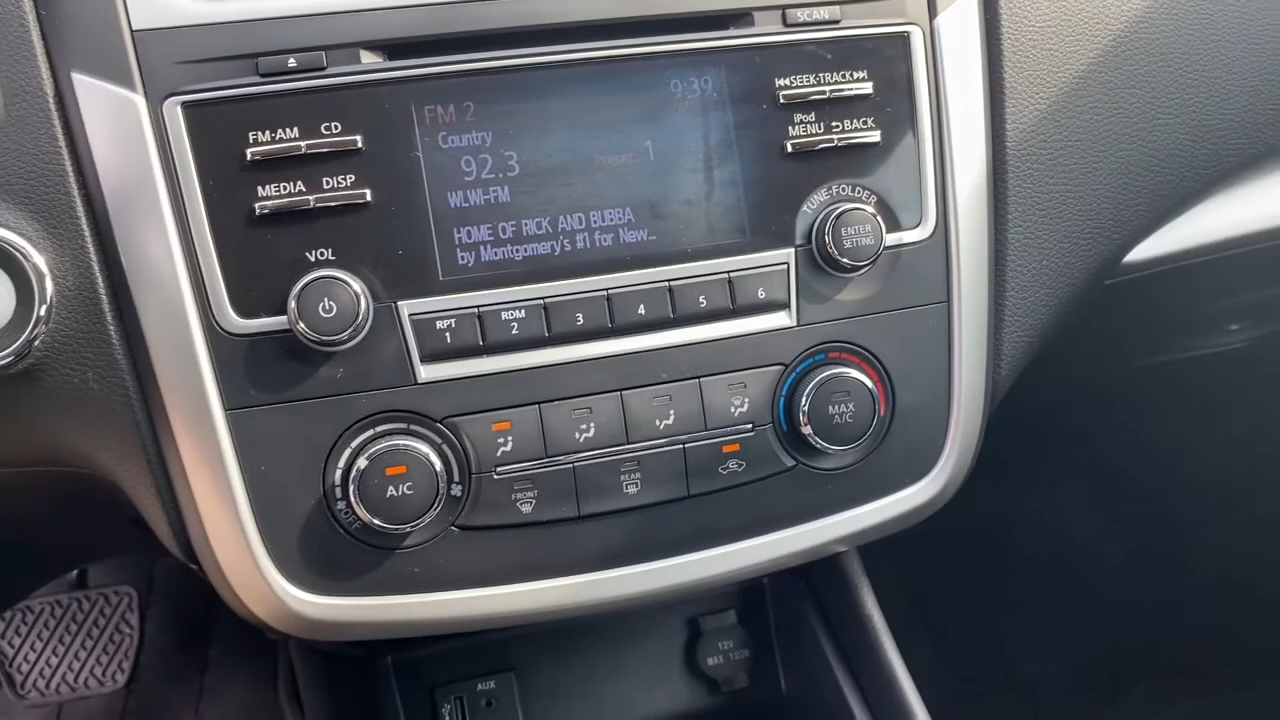 SCAN
SEEK·TRACK
FM·AM CD
iPod
MENU BACK
MEDIA DISP
9:39
FM 2
Country
92.3
Preset 1
WLWI-FM
HOME OF RICK AND BUBBA
by Montgomery's #1 for New...
TUNE·FOLDER
ENTER
SETTING
VOL
RPT
1
RDM
2
3
4
5
6
MAX
A/C
A/C
OFF
FRONT
REAR
12V
MAX 120W
AUX